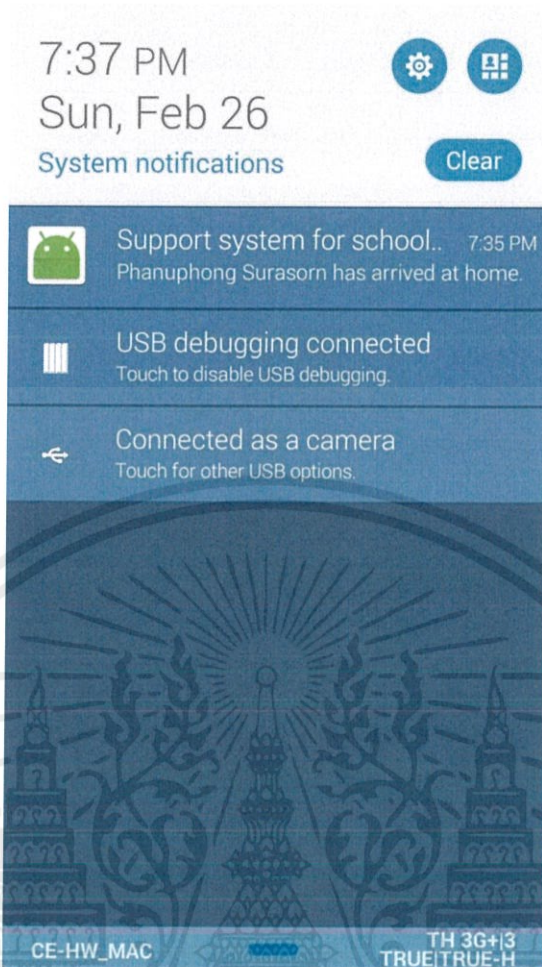 7:37 PM
Sun, Feb 26
System notifications
Clear
Support system for school.. 7:35 PM
Phanuphong Surasorn has arrived at home.
USB debugging connected
Touch to disable USB debugging.
Connected as a camera
Touch for other USB options.
CE-HW_MAC
TH 3G+|3
TRUE|TRUE-H